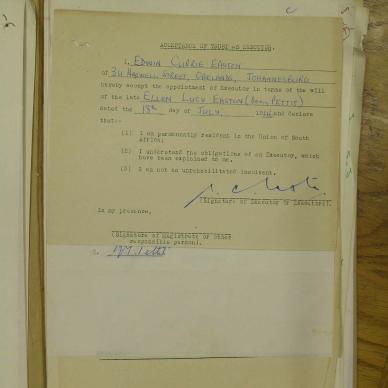 ACCEPTANCE OF TRUST AS EXECUTOR.
I, EDWIN CURRIE EASTON
of 34 HASWELL STREET, OAKLANDS, JOHANNESBURG
hereby accept the appointment of Executor in terms of the will
of the late ELLEN LUCY EASTON (born PETTIT)
dated the 18th day of JULY, and declare
that:-
(1) I am permanently resident in the Union of South
Africa;
(2) I understand the obligations of an Executor, which
have been explained to me.
(3) I am not an unrehabilitated insolvent.
(Signature of Executor or Executors).
In my presence,
(Signature of Magistrate or other
responsible person).